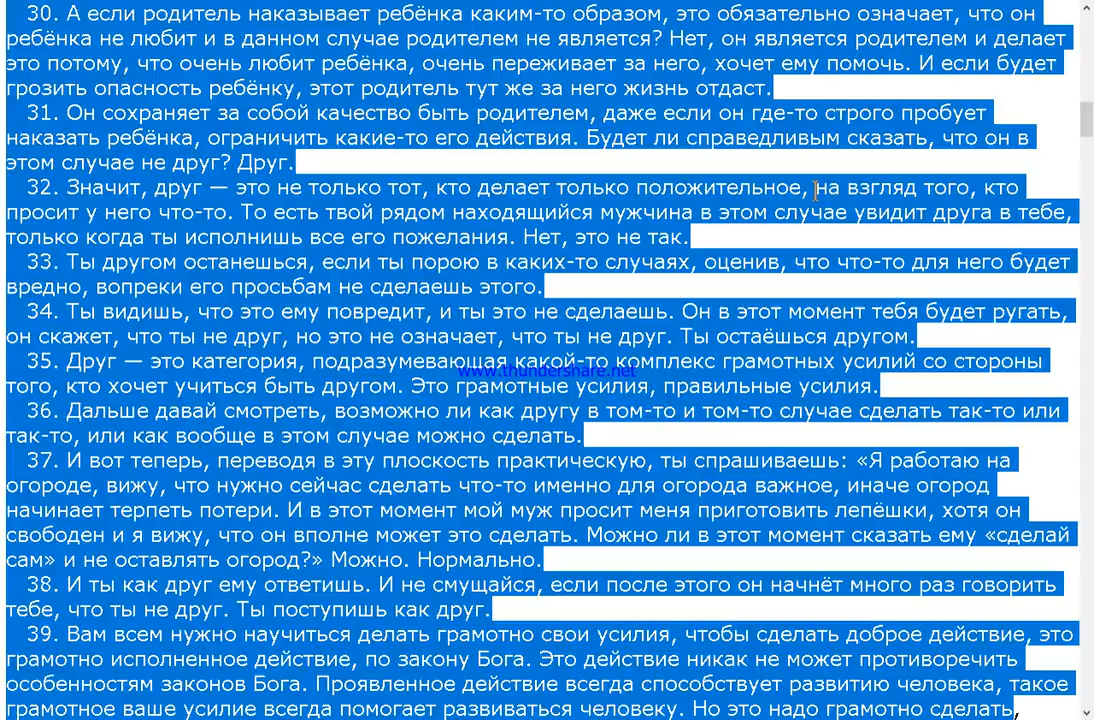 30. А если родитель наказывает ребёнка каким-то образом, это обязательно означает, что он
ребёнка не любит и в данном случае родителем не является? Нет, он является родителем и делает
это потому, что очень любит ребёнка, очень переживает за него, хочет ему помочь. И если будет
грозить опасность ребёнку, этот родитель тут же за него жизнь отдаст.
31. Он сохраняет за собой качество быть родителем, даже если он где-то строго пробует
наказать ребёнка, ограничить какие-то его действия. Будет ли справедливым сказать, что он в
этом случае не друг? Друг.
32. Значит, друг — это не только тот, кто делает только положительное, на взгляд того, кто
просит у него что-то. То есть твой рядом находящийся мужчина в этом случае увидит друга в тебе,
только когда ты исполнишь все его пожелания. Нет, это не так.
33. Ты другом останешься, если ты порою в каких-то случаях, оценив, что что-то для него будет
вредно, вопреки его просьбам не сделаешь этого.
34. Ты видишь, что это ему повредит, и ты это не сделаешь. Он в этот момент тебя будет ругать,
он скажет, что ты не друг, но это не означает, что ты не друг. Ты остаёшься другом.
35. Друг — это категория, подразумевающая какой-то комплекс грамотных усилий со стороны
www.thundershare.net
того, кто хочет учиться быть другом. Это грамотные усилия, правильные усилия.
36. Дальше давай смотреть, возможно ли как другу в том-то и том-то случае сделать так-то или
так-то, или как вообще в этом случае можно сделать.
37. И вот теперь, переводя в эту плоскость практическую, ты спрашиваешь: «Я работаю на
огороде, вижу, что нужно сейчас сделать что-то именно для огорода важное, иначе огород
начинает терпеть потери. И в этот момент мой муж просит меня приготовить лепёшки, хотя он
свободен и я вижу, что он вполне может это сделать. Можно ли в этот момент сказать ему «сделай
сам» и не оставлять огород?» Можно. Нормально.
38. И ты как друг ему ответишь. И не смущайся, если после этого он начнёт много раз говорить
тебе, что ты не друг. Ты поступишь как друг.
39. Вам всем нужно научиться делать грамотно свои усилия, чтобы сделать доброе действие, это
грамотно исполненное действие, по закону Бога. Это действие никак не может противоречить
особенностям законов Бога. Проявленное действие всегда способствует развитию человека, такое
грамотное ваше усилие всегда помогает развиваться человеку. Но это надо грамотно сделать,